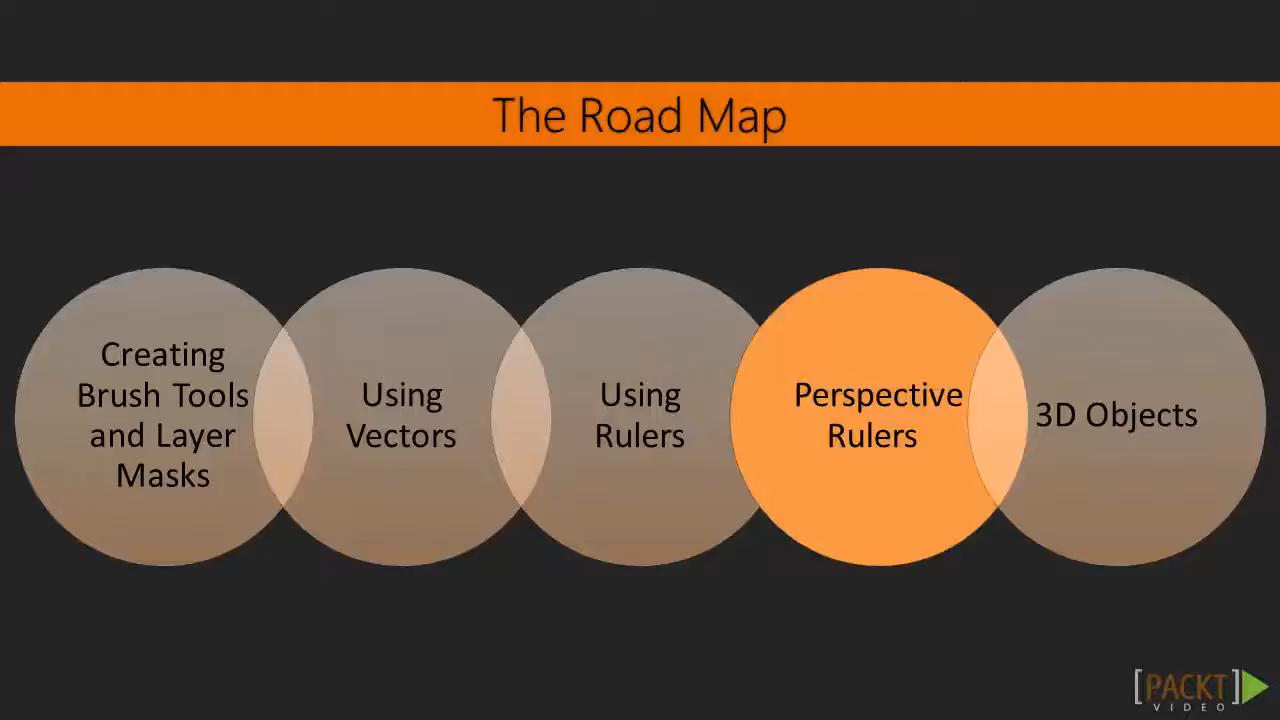 The Road Map
Creating
Brush Tools
and Layer
Masks
Using
Vectors
Using
Rulers
Perspective
Rulers
3D Objects
[PACKT]
VIDEO